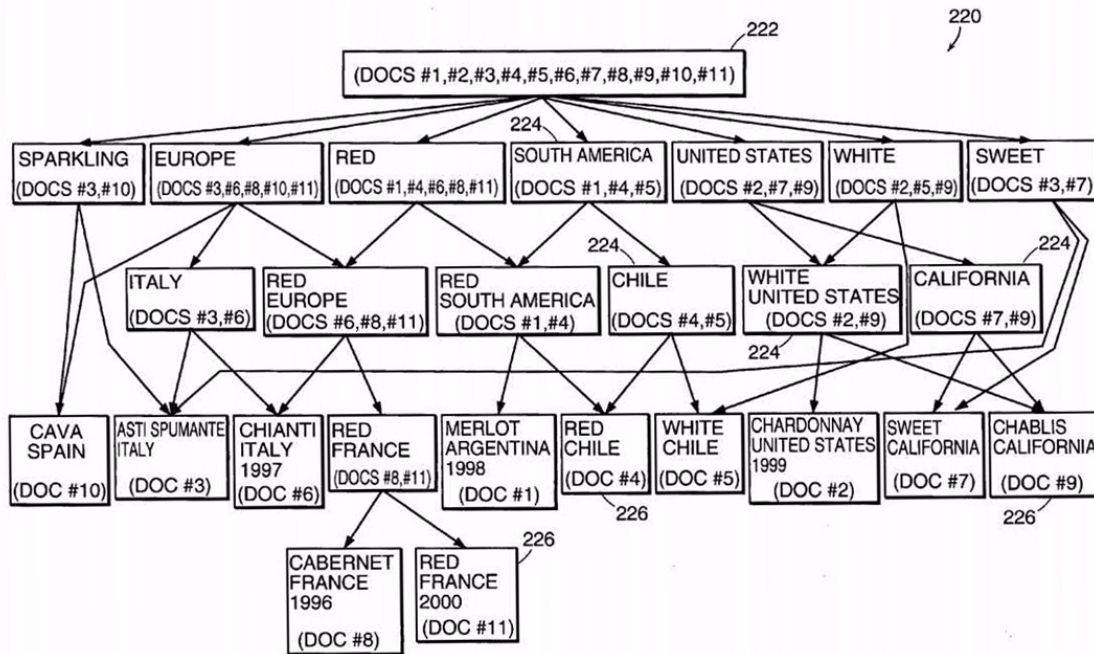 220
222
(DOCS #1,#2,#3,#4,#5,#6,#7,#8,#9,#10,#11)
224
SPARKLING
(DOCS #3,#10)
EUROPE
(DOCS #3,#6,#8,#10,#11)
RED
(DOCS #1,#4,#6,#8,#11)
SOUTH AMERICA
(DOCS #1,#4,#5)
UNITED STATES
(DOCS #2,#7,#9)
WHITE
(DOCS #2,#5,#9)
SWEET
(DOCS #3,#7)
224
224
ITALY
(DOCS #3,#6)
RED
EUROPE
(DOCS #6,#8,#11)
RED
SOUTH AMERICA
(DOCS #1,#4)
CHILE
(DOCS #4,#5)
WHITE
UNITED STATES
(DOCS #2,#9)
CALIFORNIA
(DOCS #7,#9)
224
CAVA
SPAIN
(DOC #10)
ASTI SPUMANTE
ITALY
(DOC #3)
CHIANTI
ITALY
1997
(DOC #6)
RED
FRANCE
(DOCS #8,#11)
MERLOT
ARGENTINA
1998
(DOC #1)
RED
CHILE
(DOC #4)
WHITE
CHILE
(DOC #5)
CHARDONNAY
UNITED STATES
1999
(DOC #2)
SWEET
CALIFORNIA
(DOC #7)
CHABLIS
CALIFORNIA
(DOC #9)
226
226
226
CABERNET
FRANCE
1996
(DOC #8)
RED
FRANCE
2000
(DOC #11)